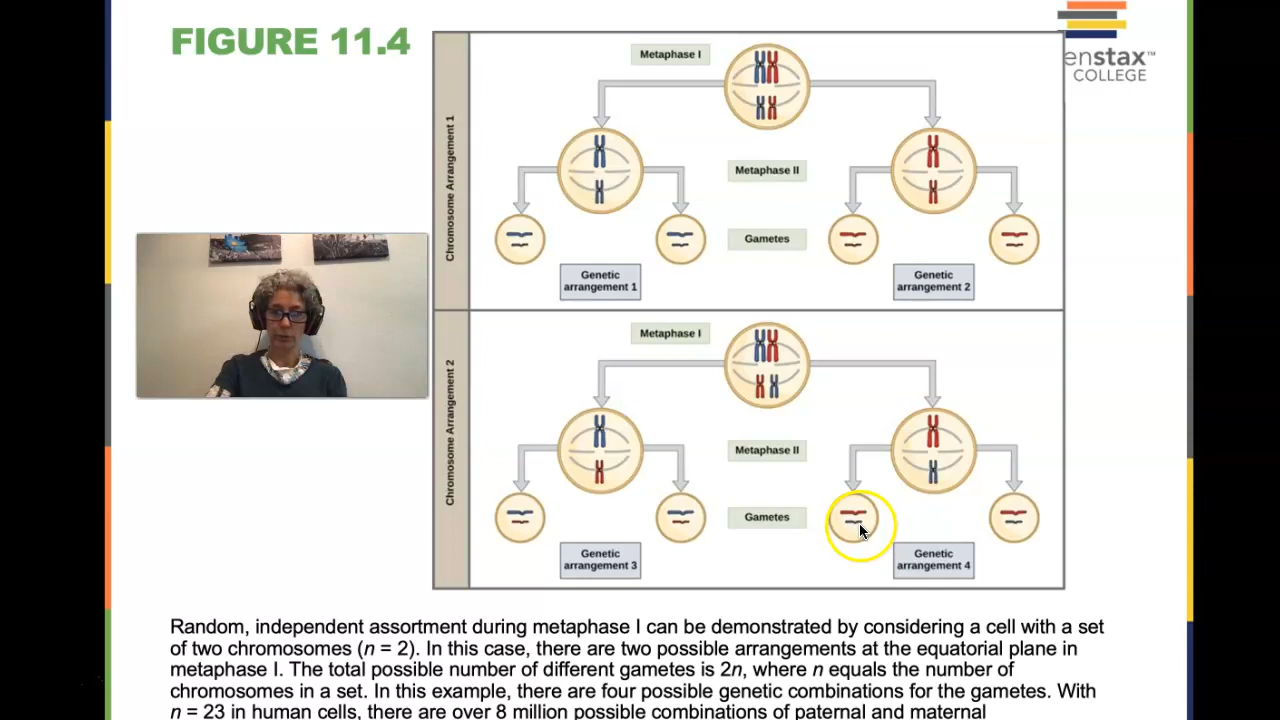 FIGURE 11.4
enstax™
COLLEGE
Chromosome Arrangement 1
Metaphase I
Metaphase II
Gametes
Genetic
arrangement 1
Genetic
arrangement 2
Chromosome Arrangement 2
Metaphase I
Metaphase II
Gametes
Genetic
arrangement 3
Genetic
arrangement 4
Random, independent assortment during metaphase I can be demonstrated by considering a cell with a set
of two chromosomes (n = 2). In this case, there are two possible arrangements at the equatorial plane in
metaphase I. The total possible number of different gametes is 2n, where n equals the number of
chromosomes in a set. In this example, there are four possible genetic combinations for the gametes. With
n = 23 in human cells, there are over 8 million possible combinations of paternal and maternal